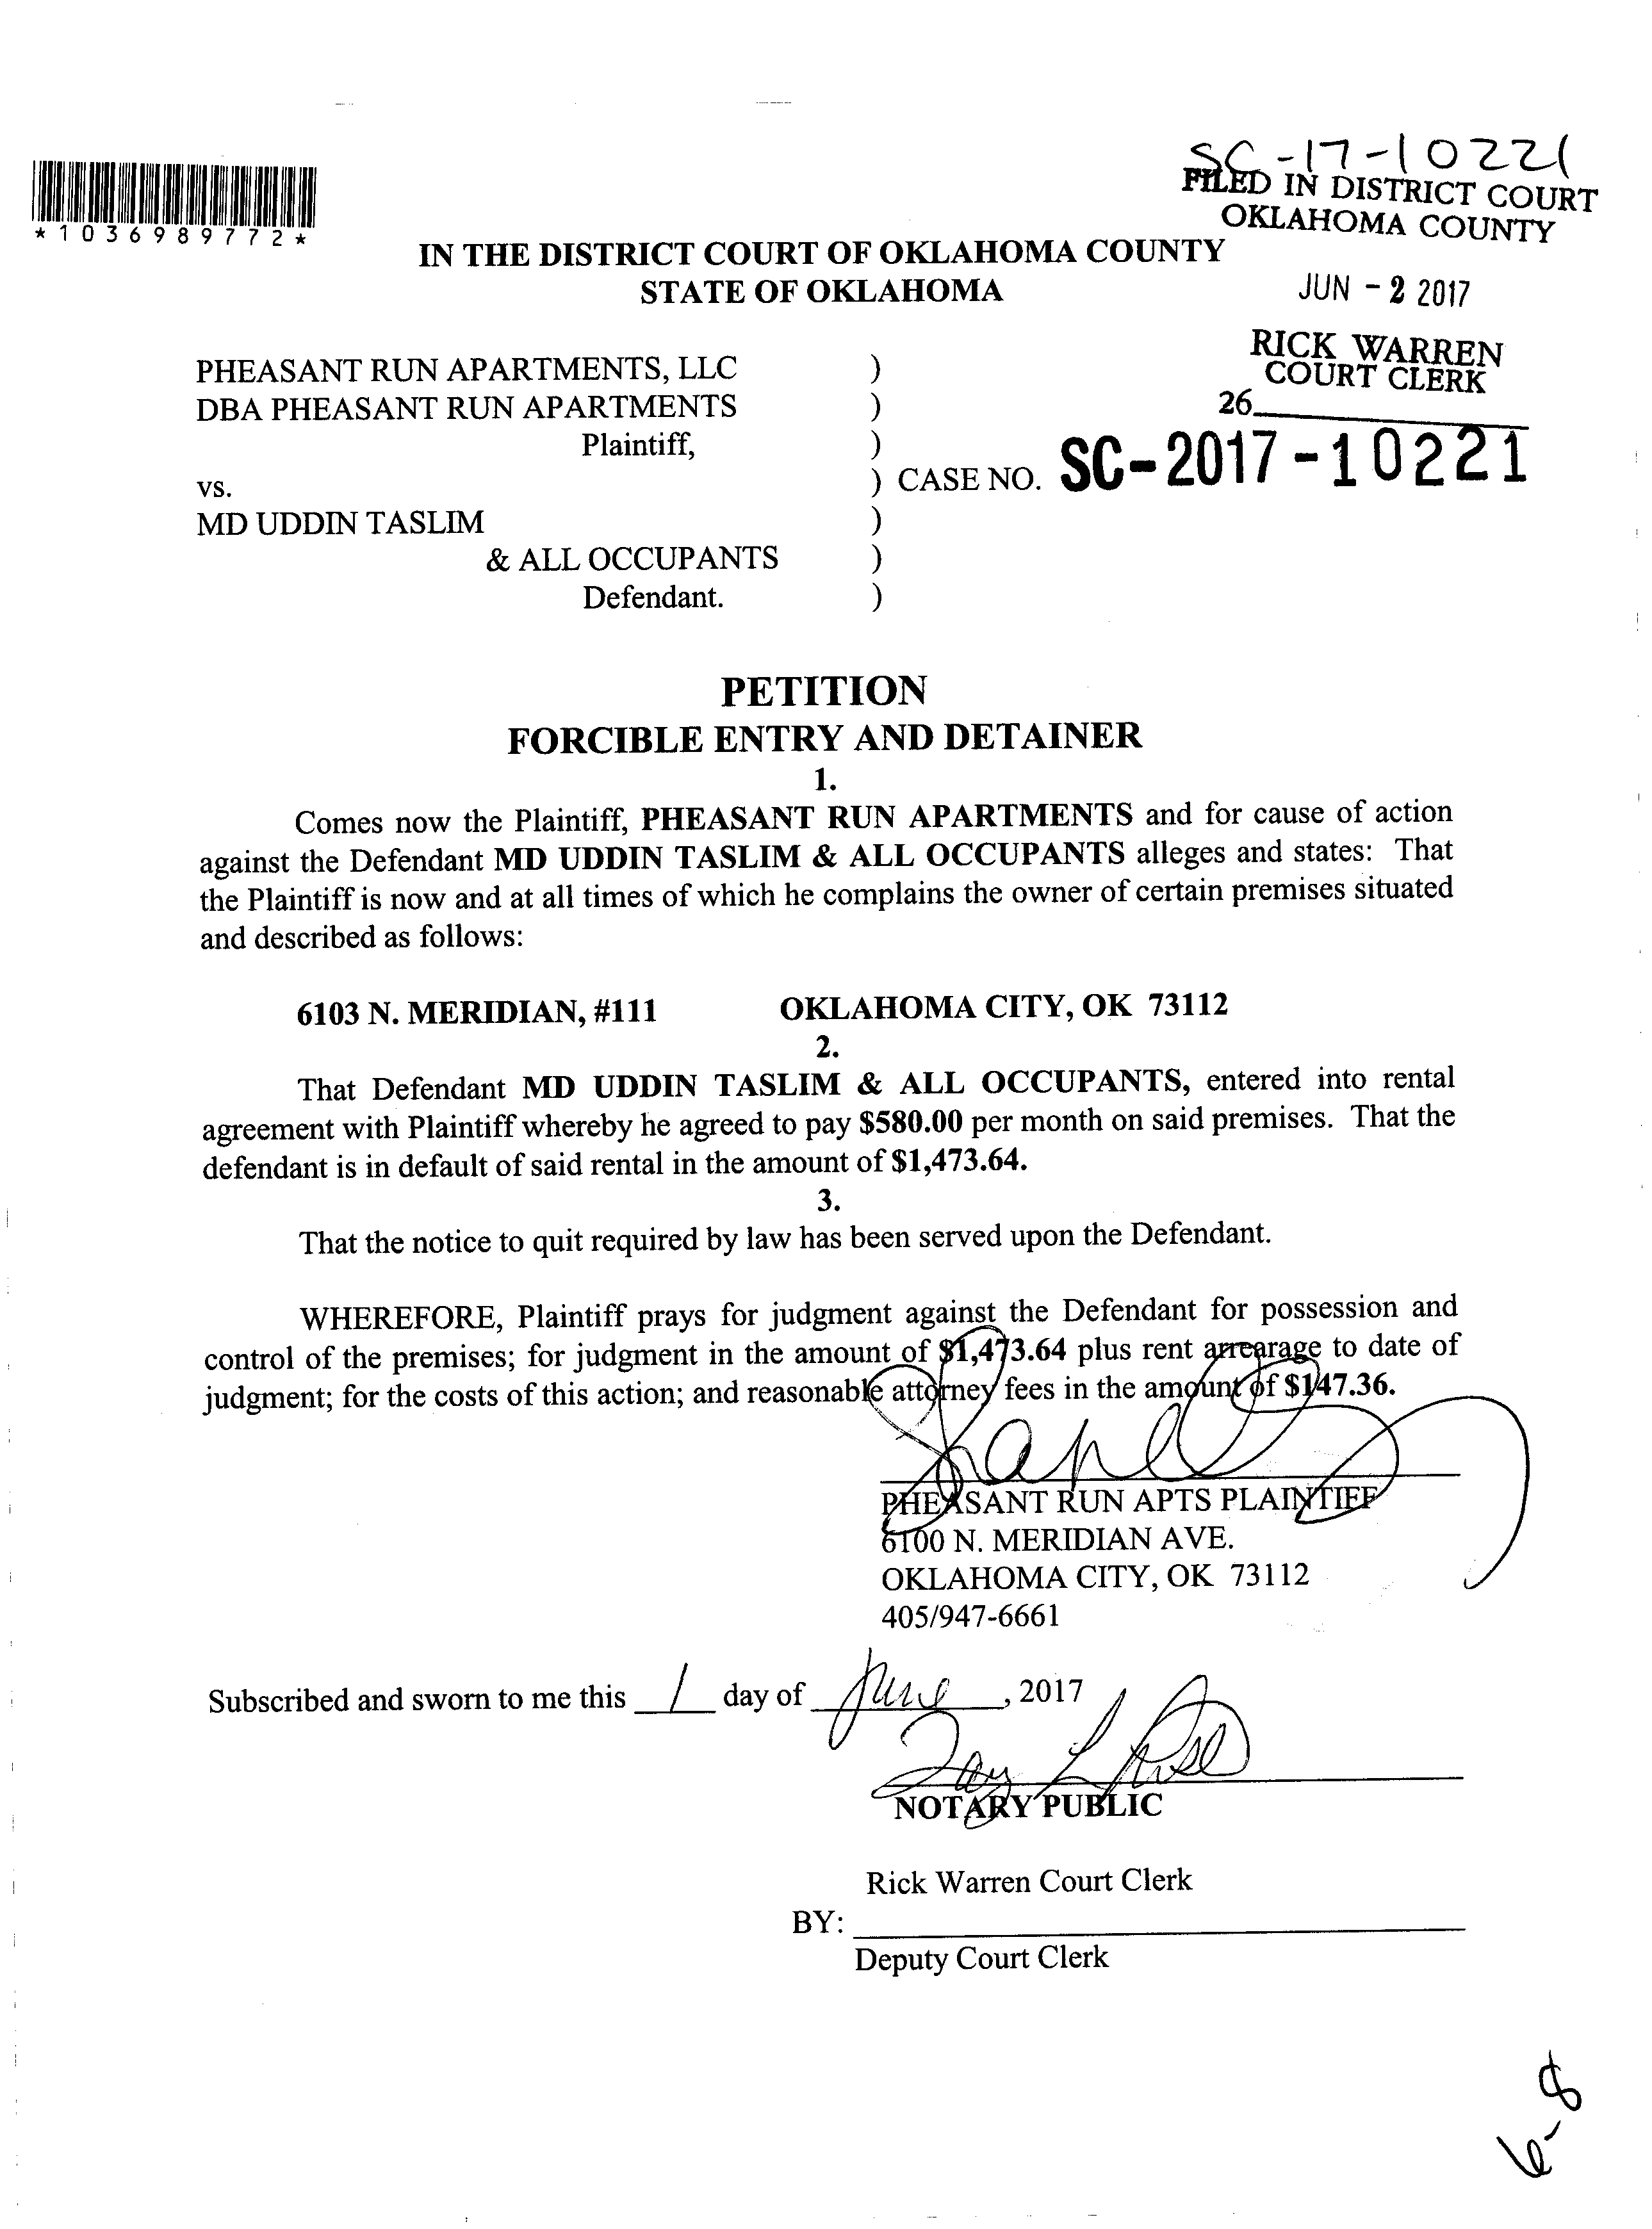 SC-17-10221
FILED IN DISTRICT COURT
OKLAHOMA COUNTY
*1036989772*
IN THE DISTRICT COURT OF OKLAHOMA COUNTY
STATE OF OKLAHOMA
JUN - 2 2017
RICK WARREN
COURT CLERK
26
PHEASANT RUN APARTMENTS, LLC )
DBA PHEASANT RUN APARTMENTS )
Plaintiff, )
vs. ) CASE NO. SC-2017-10221
MD UDDIN TASLIM )
& ALL OCCUPANTS )
Defendant. )
PETITION
FORCIBLE ENTRY AND DETAINER
1.
Comes now the Plaintiff, PHEASANT RUN APARTMENTS and for cause of action
against the Defendant MD UDDIN TASLIM & ALL OCCUPANTS alleges and states: That
the Plaintiff is now and at all times of which he complains the owner of certain premises situated
and described as follows:
6103 N. MERIDIAN, #111 OKLAHOMA CITY, OK 73112
2.
That Defendant MD UDDIN TASLIM & ALL OCCUPANTS, entered into rental
agreement with Plaintiff whereby he agreed to pay $580.00 per month on said premises. That the
defendant is in default of said rental in the amount of $1,473.64.
3.
That the notice to quit required by law has been served upon the Defendant.
WHEREFORE, Plaintiff prays for judgment against the Defendant for possession and
control of the premises; for judgment in the amount of $1,473.64 plus rent arrearage to date of
judgment; for the costs of this action; and reasonable attorney fees in the amount of $147.36.
PHEASANT RUN APTS PLAINTIFF
6100 N. MERIDIAN AVE.
OKLAHOMA CITY, OK 73112
405/947-6661
Subscribed and sworn to me this 1 day of June, 2017
NOTARY PUBLIC
Rick Warren Court Clerk
BY:
Deputy Court Clerk
6-8